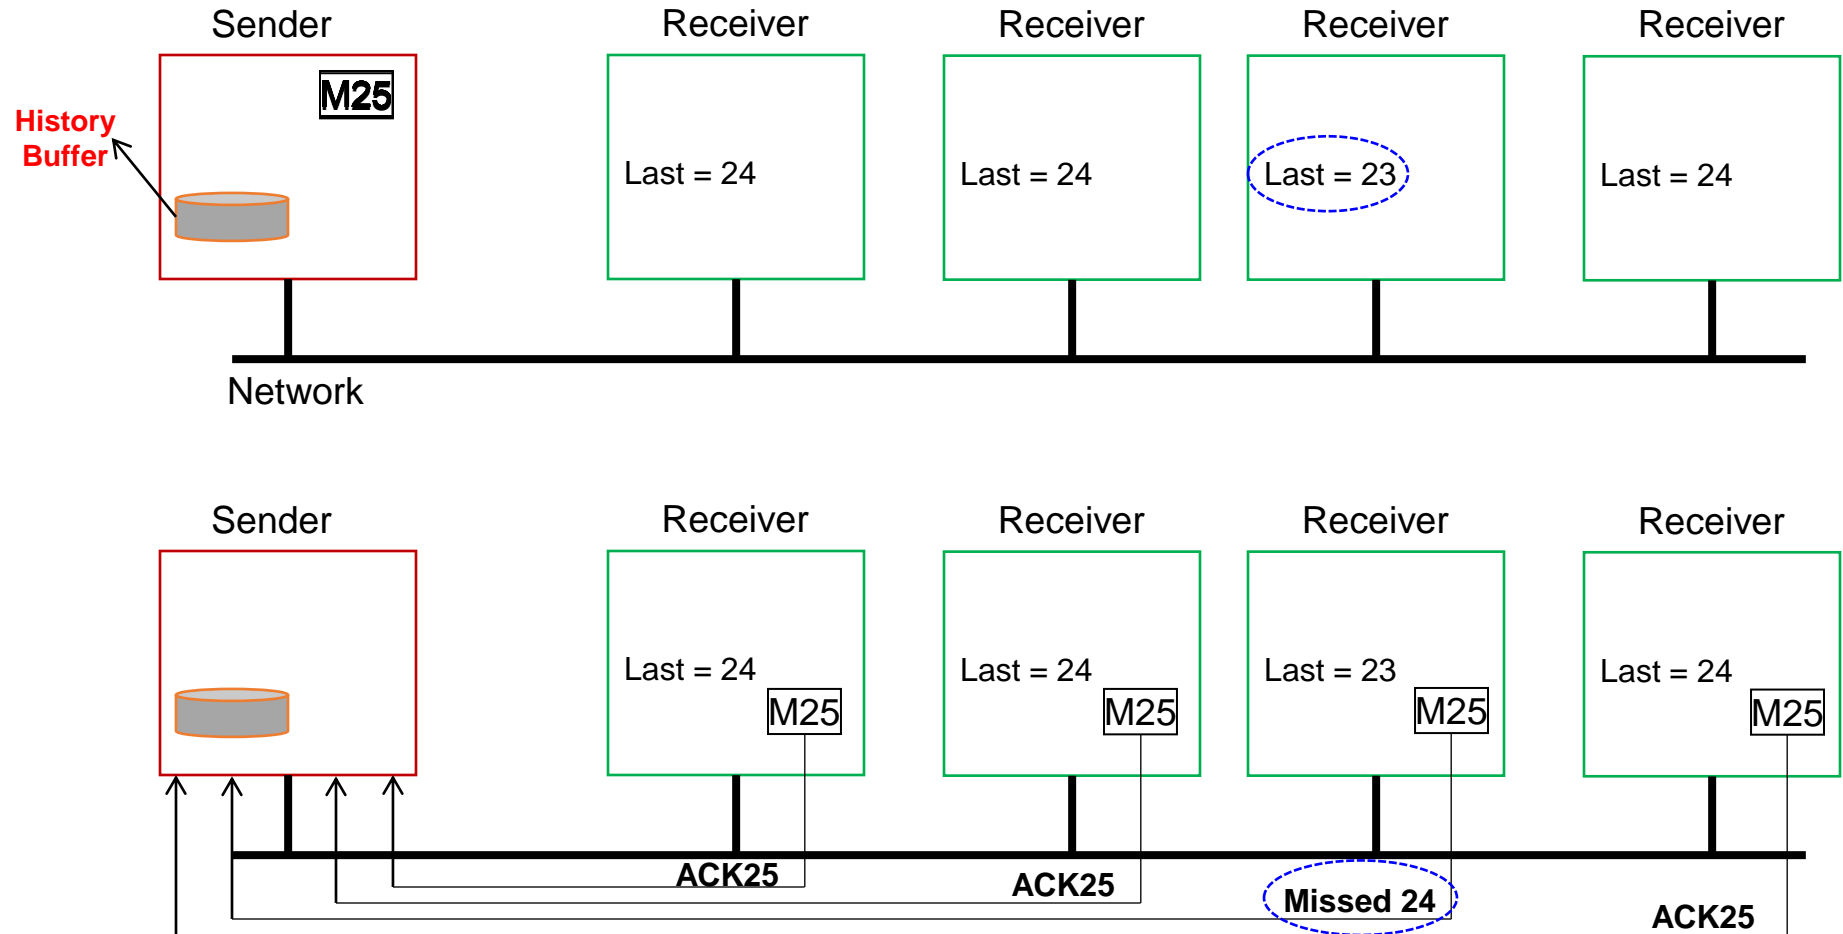 Sender
Receiver
Receiver
Receiver
Receiver
M25
History
Buffer
Last = 24
Last = 24
Last = 23
Last = 24
Network
Sender
Receiver
Receiver
Receiver
Receiver
Last = 24
Last = 24
Last = 23
Last = 24
M25
M25
M25
M25
ACK25
ACK25
Missed 24
ACK25